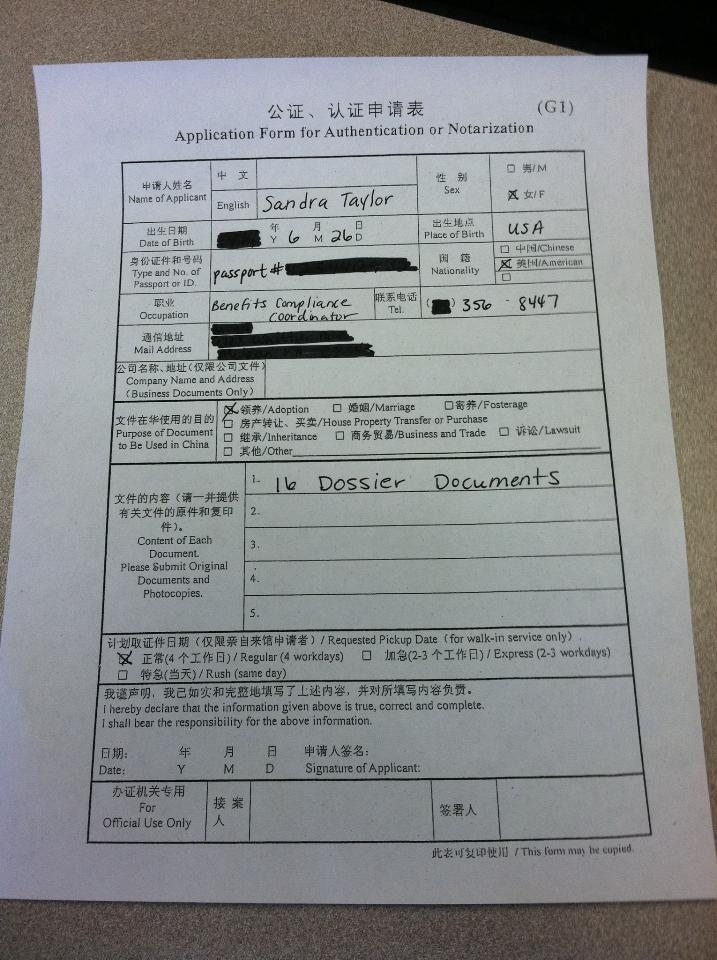 公证、认证申请表 (G1)
Application Form for Authentication or Notarization
申请人姓名
Name of Applicant
中 文
English Sandra Taylor
性 别
Sex
男/M
女/F
出生日期
Date of Birth
年 月 日
Y 6 M 26 D
出生地点
Place of Birth
USA
身份证件和号码
Type and No. of
Passport or ID.
passport #
国 籍
Nationality
中国/Chinese
美国/American
职业
Occupation
Benefits Compliance
coordinator
联系电话
Tel.
( ) 356 - 8447
通信地址
Mail Address
公司名称、地址(仅限公司文件)
Company Name and Address
(Business Documents Only)
文件在华使用的目的
Purpose of Document
to Be Used in China
领养/Adoption 婚姻/Marriage 寄养/Fosterage
房产转让、买卖/House Property Transfer or Purchase
继承/Inheritance 商务贸易/Business and Trade 诉讼/Lawsuit
其他/Other
文件的内容（请一并提供
有关文件的原件和复印
件）。
Content of Each
Document.
Please Submit Original
Documents and
Photocopies.
1. 16 Dossier Documents
2.
3.
4.
5.
计划取证件日期（仅限亲自来馆申请者）/ Requested Pickup Date (for walk-in service only).
正常(4 个工作日) / Regular (4 workdays) 加急(2-3 个工作日) / Express (2-3 workdays)
特急(当天) / Rush (same day)
我谨声明，我已如实和完整地填写了上述内容，并对所填写内容负责。
I hereby declare that the information given above is true, correct and complete.
I shall bear the responsibility for the above information.
日期: 年 月 日 申请人签名:
Date: Y M D Signature of Applicant:
办证机关专用
For
Official Use Only
接 案
人
签署人
此表可复印使用 / This form may be copied.